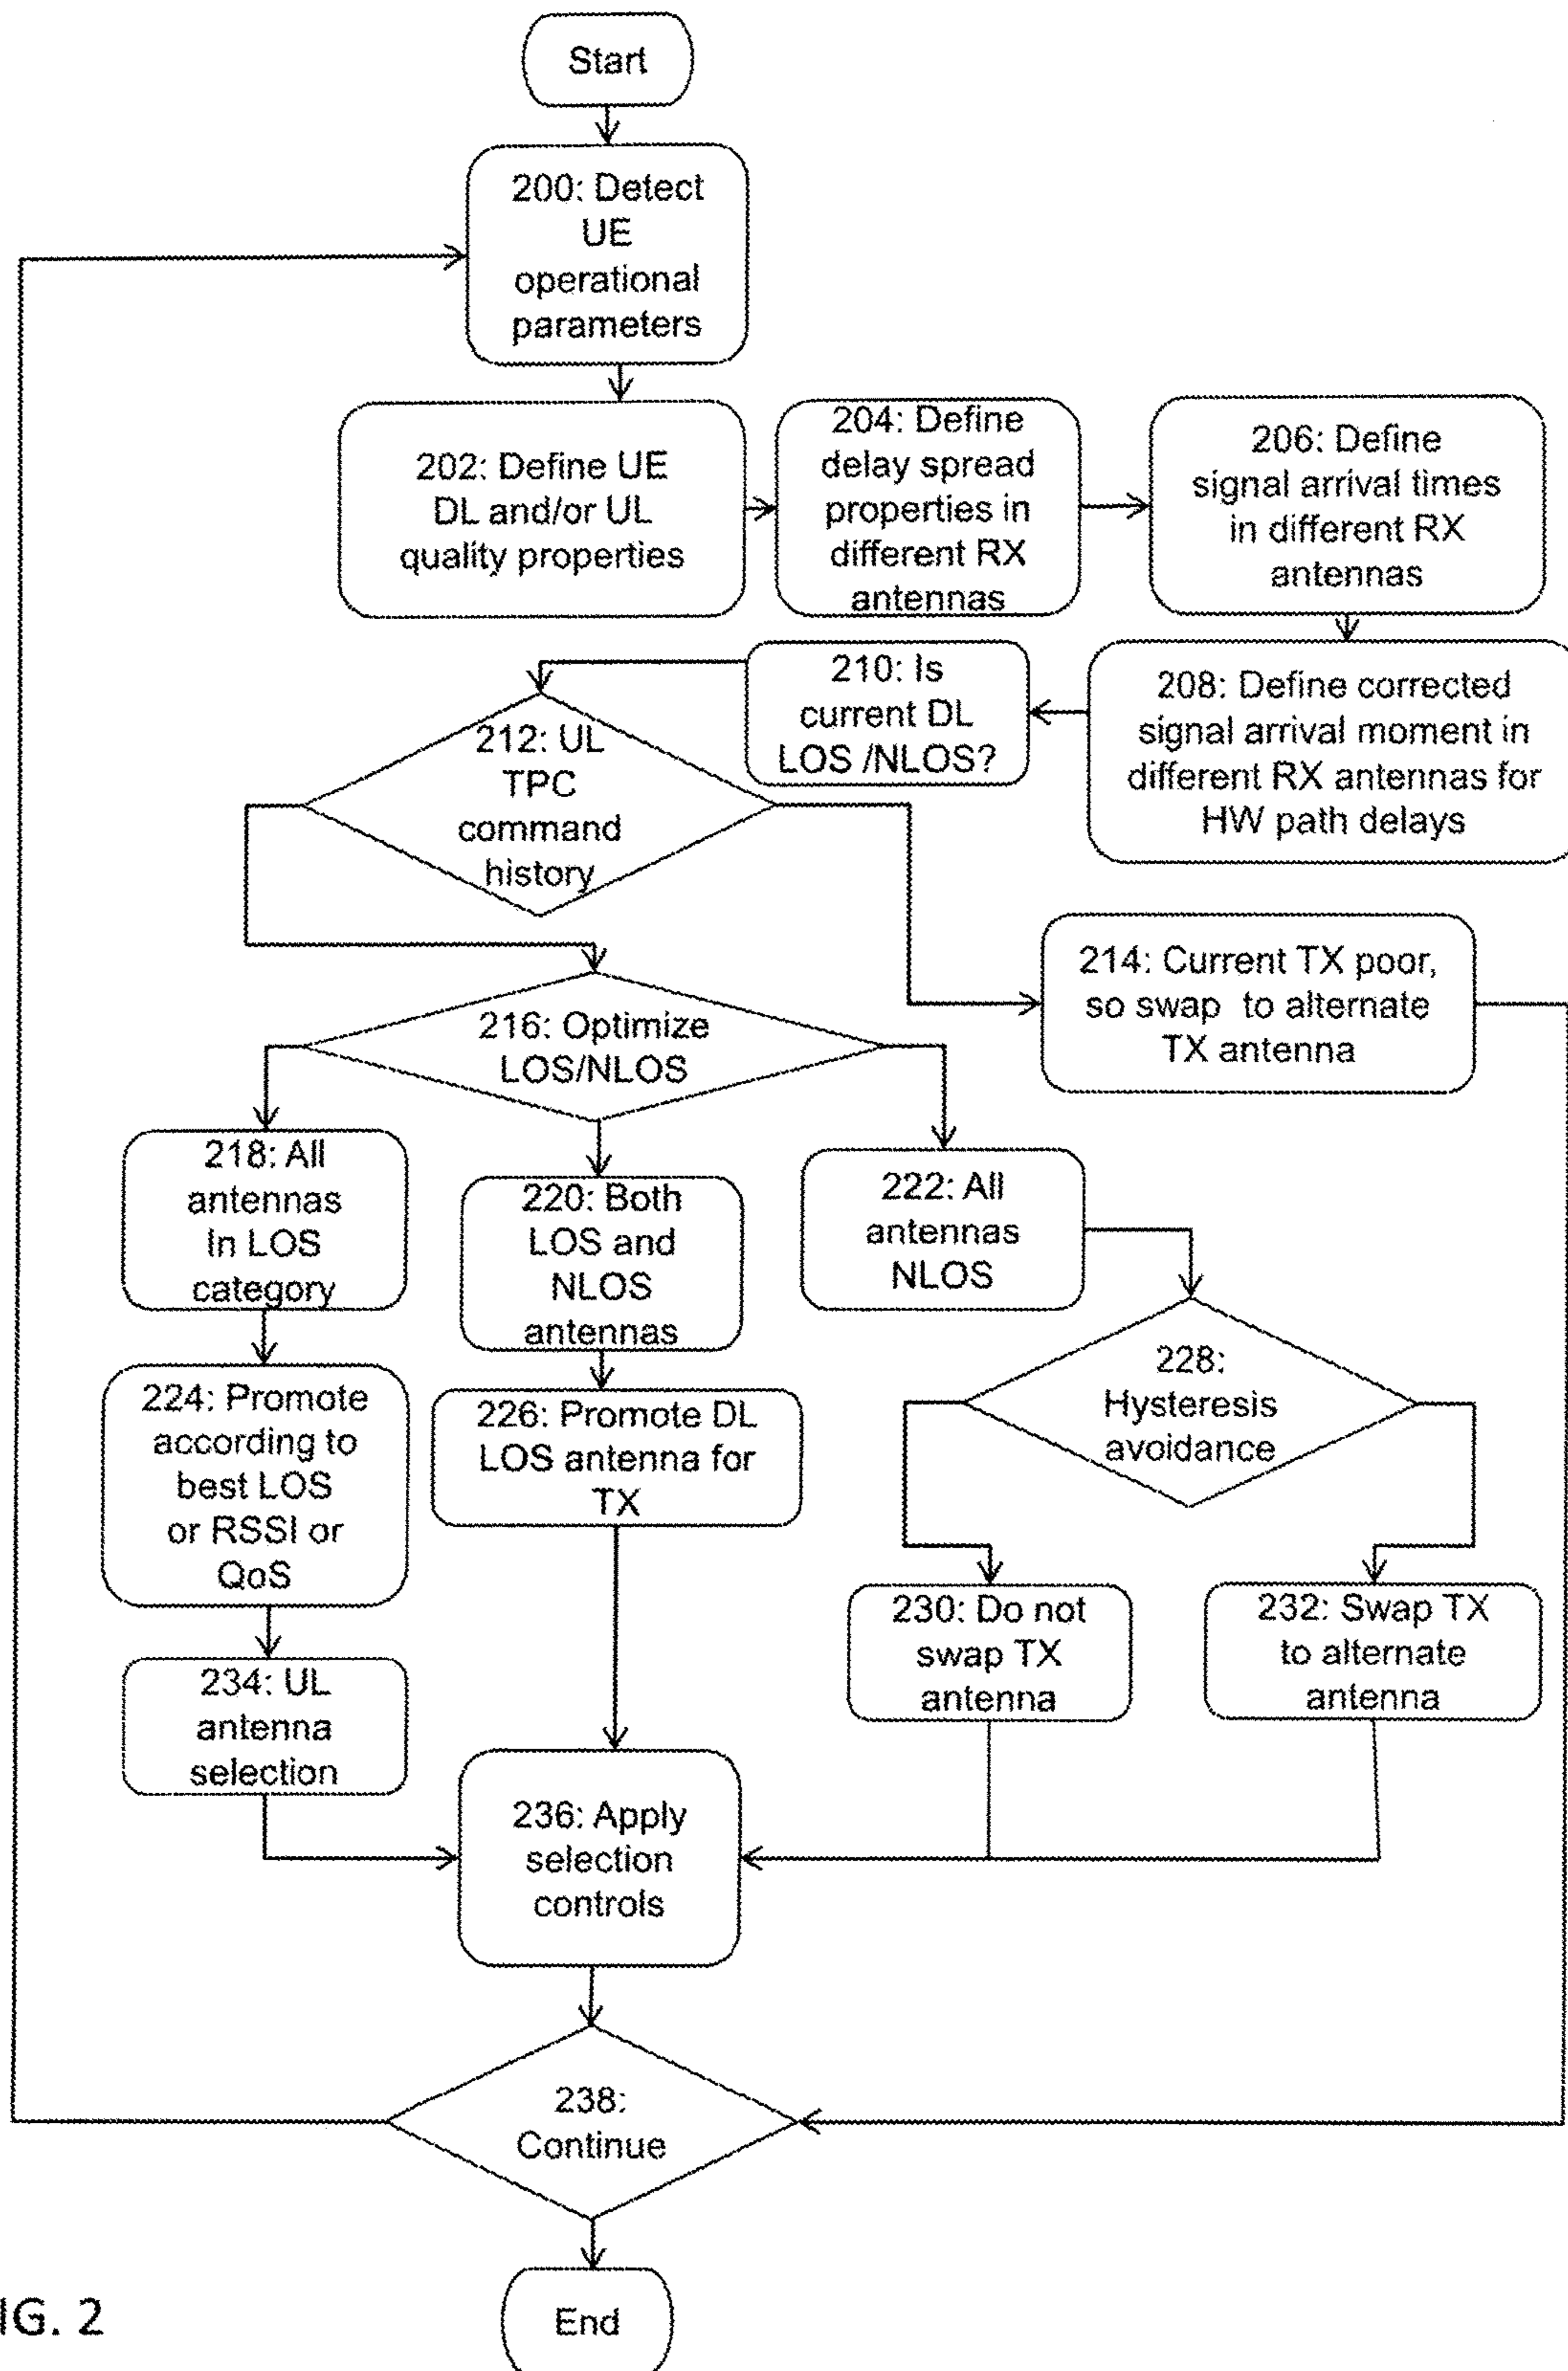 Start
200: Detect
UE
operational
parameters
202: Define UE
DL and/or UL
quality properties
204: Define
delay spread
properties in
different RX
antennas
206: Define
signal arrival times
in different RX
antennas
208: Define corrected
signal arrival moment in
different RX antennas for
HW path delays
210: Is
current DL
LOS /NLOS?
212: UL
TPC
command
history
214: Current TX poor,
so swap to alternate
TX antenna
216: Optimize
LOS/NLOS
218: All
antennas
In LOS
category
220: Both
LOS and
NLOS
antennas
222: All
antennas
NLOS
224: Promote
according to
best LOS
or RSSI or
QoS
226: Promote DL
LOS antenna for
TX
228:
Hysteresis
avoidance
230: Do not
swap TX
antenna
232: Swap TX
to alternate
antenna
234: UL
antenna
selection
236: Apply
selection
controls
238:
Continue
End
IG. 2